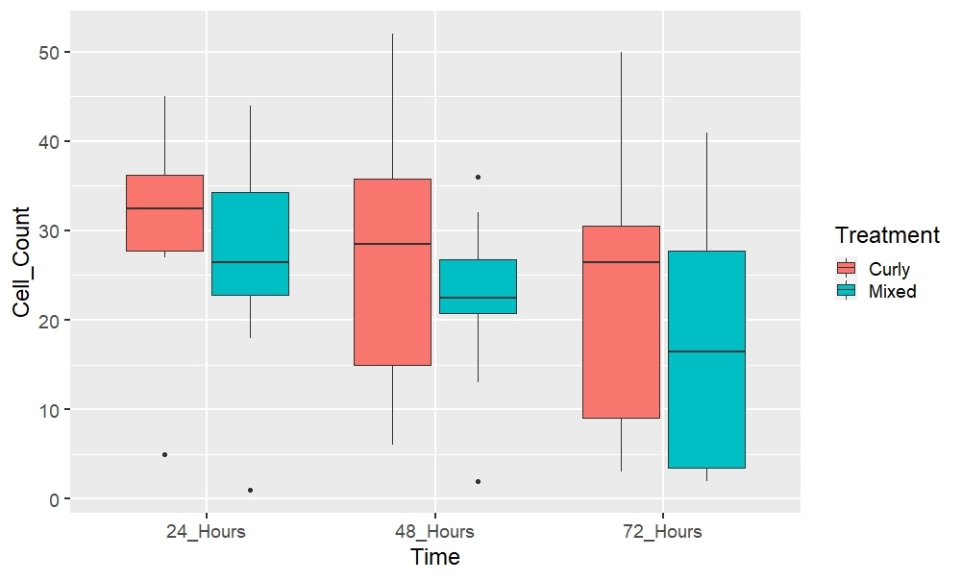 50
40
30
20
10
0
Cell_Count
24_Hours
48_Hours
72_Hours
Time
Treatment
Curly
Mixed